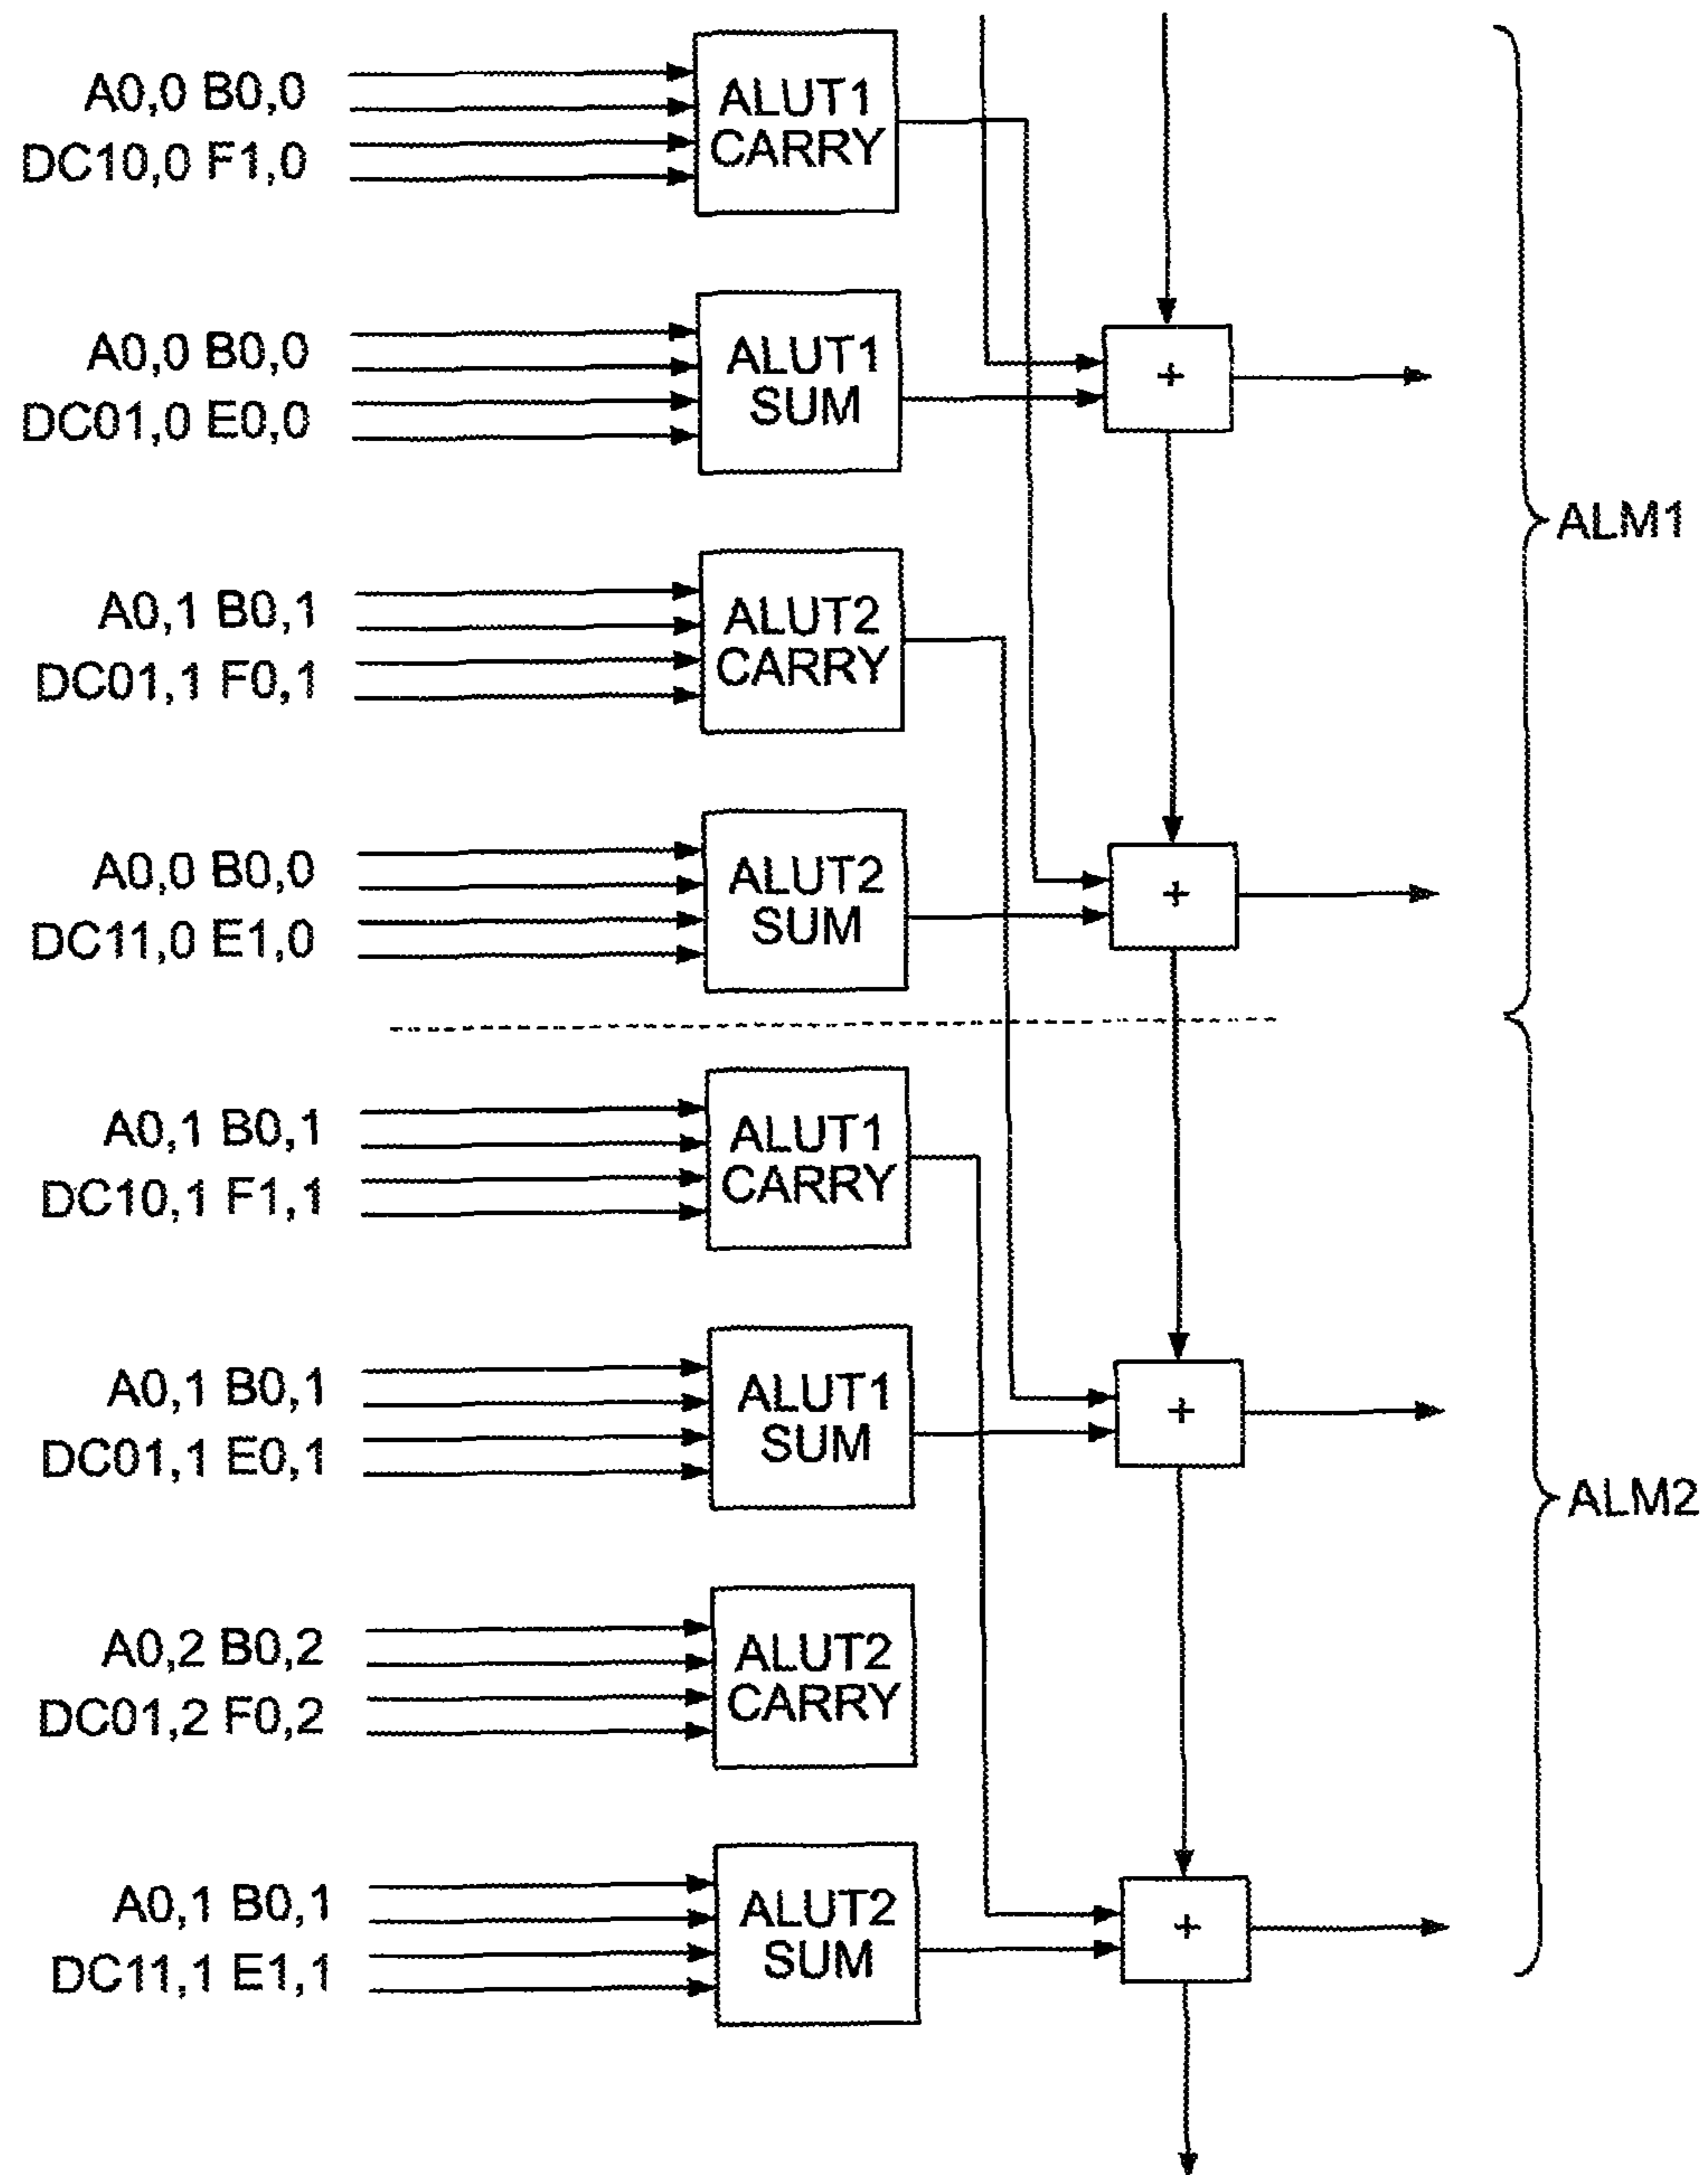 A0,0 B0,0
DC10,0 F1,0
ALUT1
CARRY
A0,0 B0,0
DC01,0 E0,0
ALUT1
SUM
+
A0,1 B0,1
DC01,1 F0,1
ALUT2
CARRY
ALM1
A0,0 B0,0
DC11,0 E1,0
ALUT2
SUM
+
A0,1 B0,1
DC10,1 F1,1
ALUT1
CARRY
A0,1 B0,1
DC01,1 E0,1
ALUT1
SUM
+
ALM2
A0,2 B0,2
DC01,2 F0,2
ALUT2
CARRY
A0,1 B0,1
DC11,1 E1,1
ALUT2
SUM
+